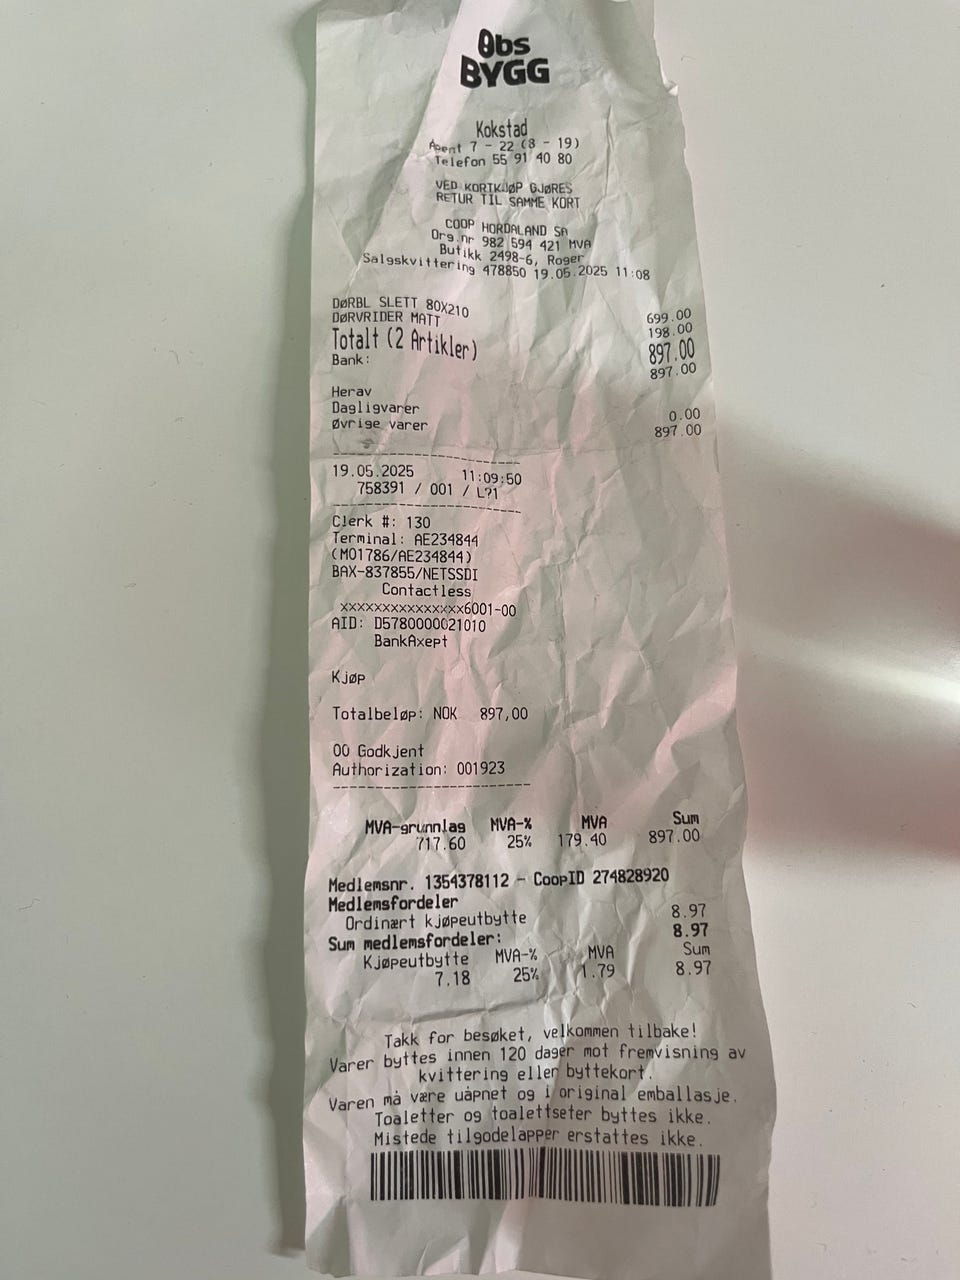 Obs
BYGG
Kokstad
Åpent 7 - 22 (8 - 19)
Telefon 55 91 40 80
VED KORTKJØP GJØRES
RETUR TIL SAMME KORT
COOP HORDALAND SA
Org.nr 982 594 421 MVA
Butikk 2498-6, Roger
Salgskvittering 478850 19.05.2025 11:08
DØRBL SLETT 80X210 699.00
DØRVRIDER MATT 198.00
Totalt (2 Artikler) 897.00
Bank: 897.00
Herav
Dagligvarer 0.00
Øvrige varer 897.00
19.05.2025 11:09:50
758391 / 001 / L?1
Clerk #: 130
Terminal: AE234844
(M01786/AE234844)
BAX-837855/NETSSDI
Contactless
xxxxxxxxxxxxxxx6001-00
AID: D5780000021010
BankAxept
Kjøp
Totalbeløp: NOK 897,00
00 Godkjent
Authorization: 001923
MVA-grunnlag MVA-% MVA Sum
717.60 25% 179.40 897.00
Medlemsnr. 1354378112 - CoopID 274828920
Medlemsfordeler
Ordinært kjøpeutbytte 8.97
Sum medlemsfordeler: 8.97
Kjøpeutbytte MVA-% MVA Sum
7.18 25% 1.79 8.97
Takk for besøket, velkommen tilbake!
Varer byttes innen 120 dager mot fremvisning av
kvittering eller byttekort.
Varen må være uåpnet og i original emballasje.
Toaletter og toalettseter byttes ikke.
Mistede tilgodelapper erstattes ikke.